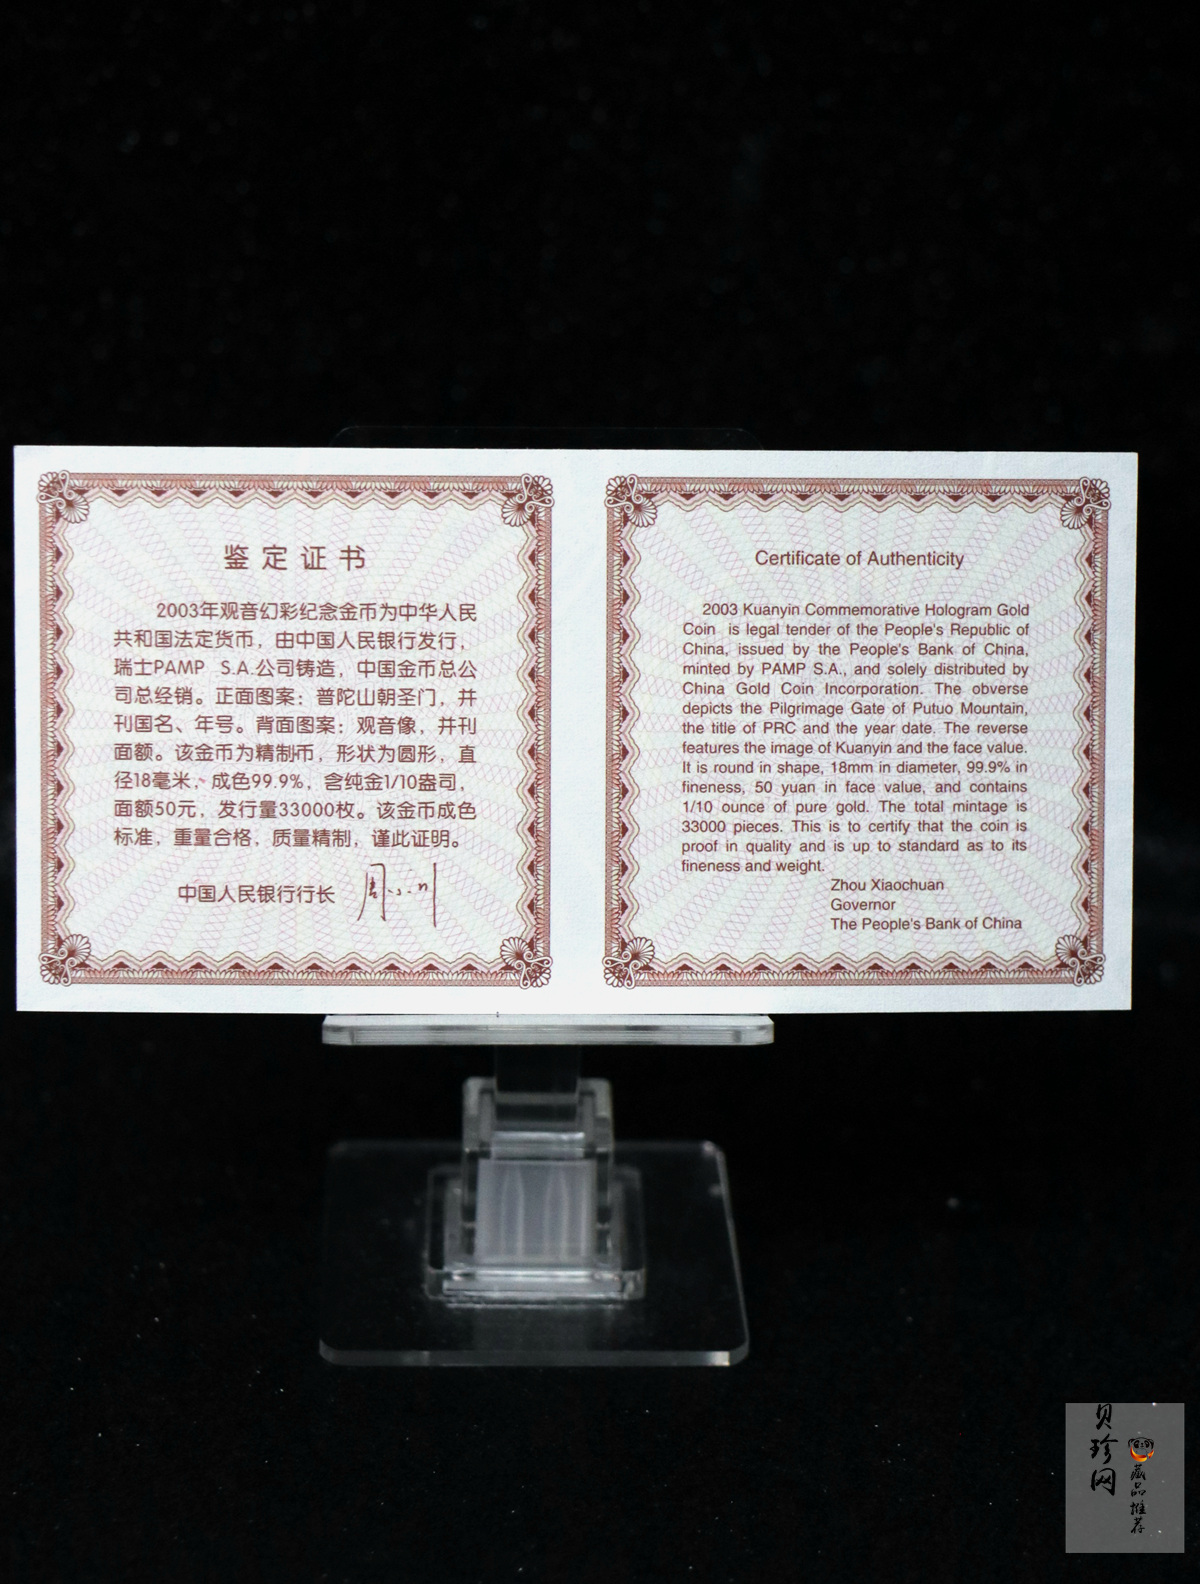 鉴定证书
2003年观音幻彩纪念金币为中华人民
共和国法定货币，由中国人民银行发行，
瑞士PAMP S.A.公司铸造，中国金币总公
司总经销。正面图案：普陀山朝圣门，并
刊国名、年号。背面图案：观音像，并刊
面额。该金币为精制币，形状为圆形，直
径18毫米，成色99.9%，含纯金1/10盎司，
面额50元，发行量33000枚。该金币成色
标准，重量合格，质量精制，谨此证明。
中国人民银行行长 周小川
Certificate of Authenticity
2003 Kuanyin Commemorative Hologram Gold
Coin is legal tender of the People's Republic of
China, issued by the People's Bank of China,
minted by PAMP S.A., and solely distributed by
China Gold Coin Incorporation. The obverse
depicts the Pilgrimage Gate of Putuo Mountain,
the title of PRC and the year date. The reverse
features the image of Kuanyin and the face value.
It is round in shape, 18mm in diameter, 99.9% in
fineness, 50 yuan in face value, and contains
1/10 ounce of pure gold. The total mintage is
33000 pieces. This is to certify that the coin is
proof in quality and is up to standard as to its
fineness and weight.
Zhou Xiaochuan
Governor
The People's Bank of China
贝珍网
藏品推荐